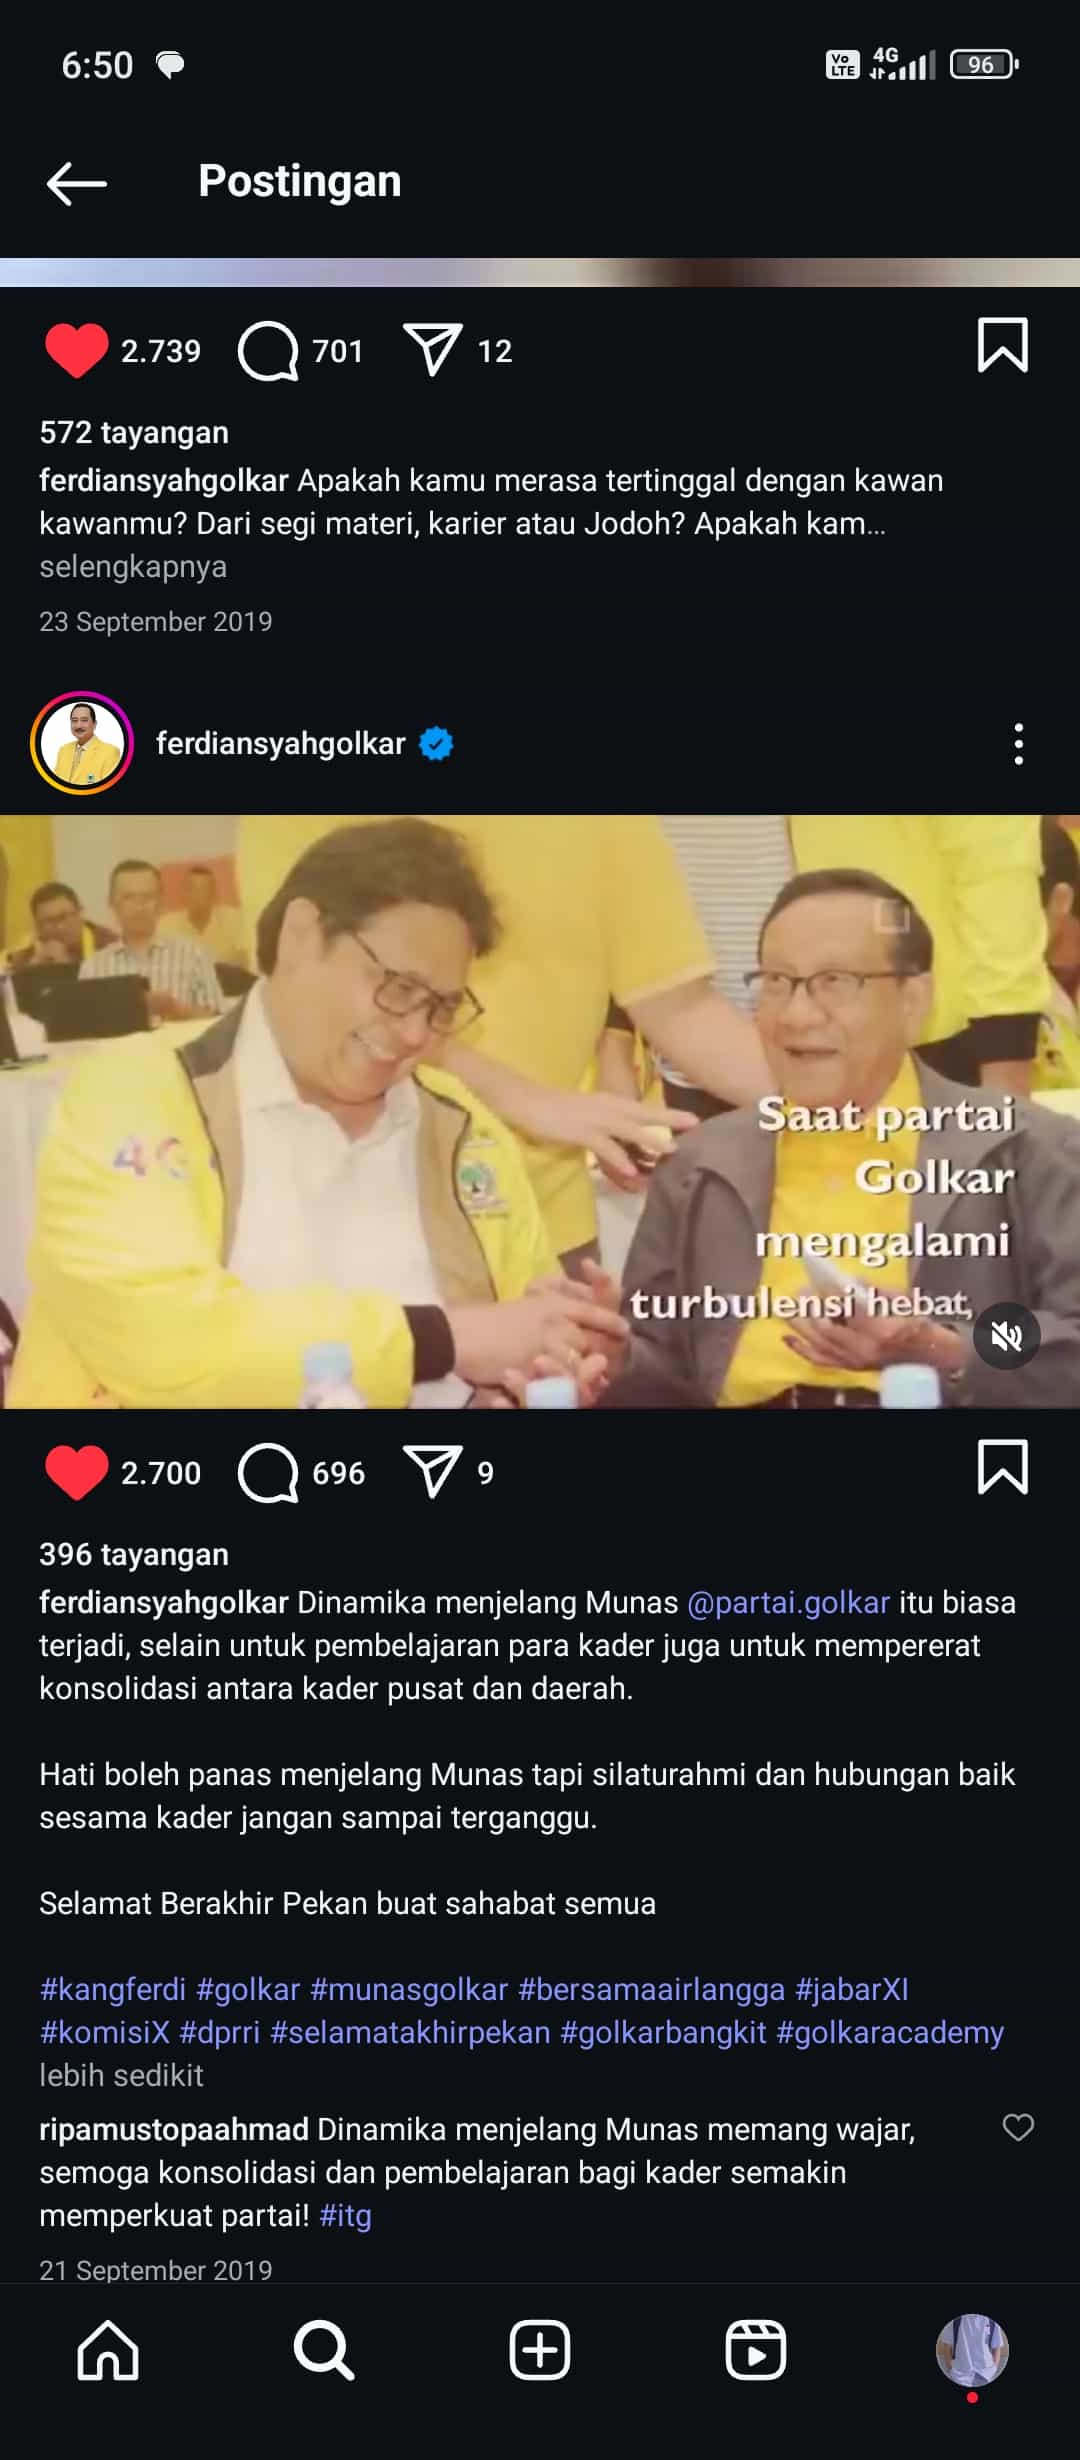 6:50
Vo
LTE
4G
96
Postingan
2.739
701
12
572 tayangan
ferdiansyahgolkar Apakah kamu merasa tertinggal dengan kawan
kawanmu? Dari segi materi, karier atau Jodoh? Apakah kam...
selengkapnya
23 September 2019
ferdiansyahgolkar
Saat partai
Golkar
mengalami
turbulensi hebat,
2.700
696
9
396 tayangan
ferdiansyahgolkar Dinamika menjelang Munas @partai.golkar itu biasa
terjadi, selain untuk pembelajaran para kader juga untuk mempererat
konsolidasi antara kader pusat dan daerah.
Hati boleh panas menjelang Munas tapi silaturahmi dan hubungan baik
sesama kader jangan sampai terganggu.
Selamat Berakhir Pekan buat sahabat semua
#kangferdi #golkar #munasgolkar #bersamaairlangga #jabarXI
#komisiX #dprri #selamatakhirpekan #golkarbangkit #golkaracademy
lebih sedikit
ripamustopaahmad Dinamika menjelang Munas memang wajar,
semoga konsolidasi dan pembelajaran bagi kader semakin
memperkuat partai! #itg
21 September 2019